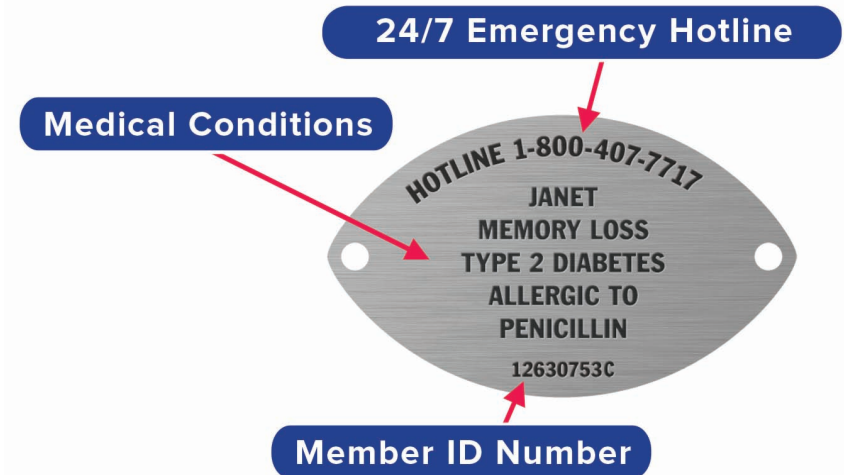 24/7 Emergency Hotline
Medical Conditions
HOTLINE 1-800-407-7717
JANET
MEMORY LOSS
TYPE 2 DIABETES
ALLERGIC TO
PENICILLIN
12630753C
Member ID Number